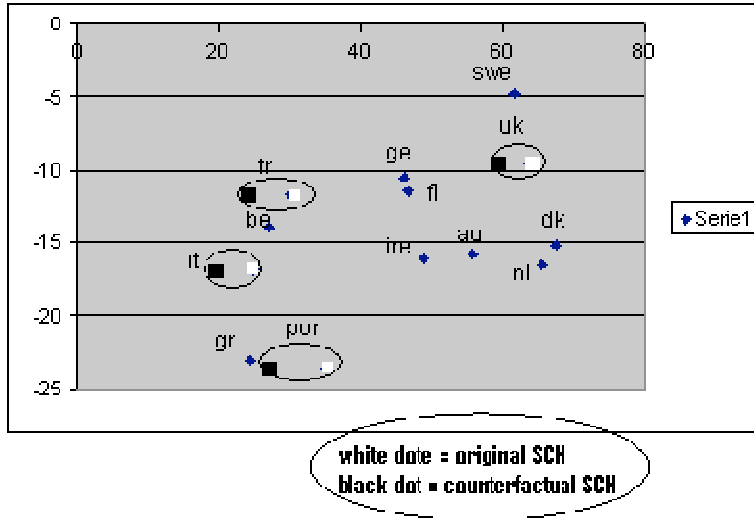 0
0 20 40 60 80
swe
-5
uk
ge
-10
fr
fl
be
dk
-15
ire au
it
nl
-20
gr por
-25
Serie1
white dote = original SCH
black dot = counterfactual SCH